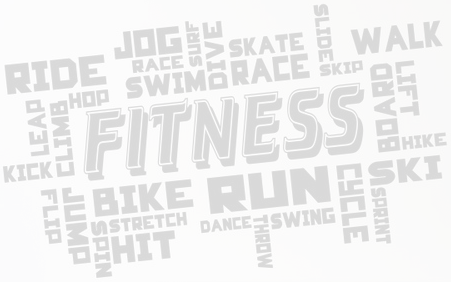 JOG
SURF
DIVE
SKATE
SLIDE
WALK
RIDE
RACE
SWIM
RACE
SKIP
HOP
LEAP
CLIMB
FITNESS
BOARD
LIFT
HIKE
KICK
FLIP
JUMP
BIKE
RUN
CYCLE
SKI
SPRINT
STRETCH
SPIN
HIT
DANCE
THROW
SWING